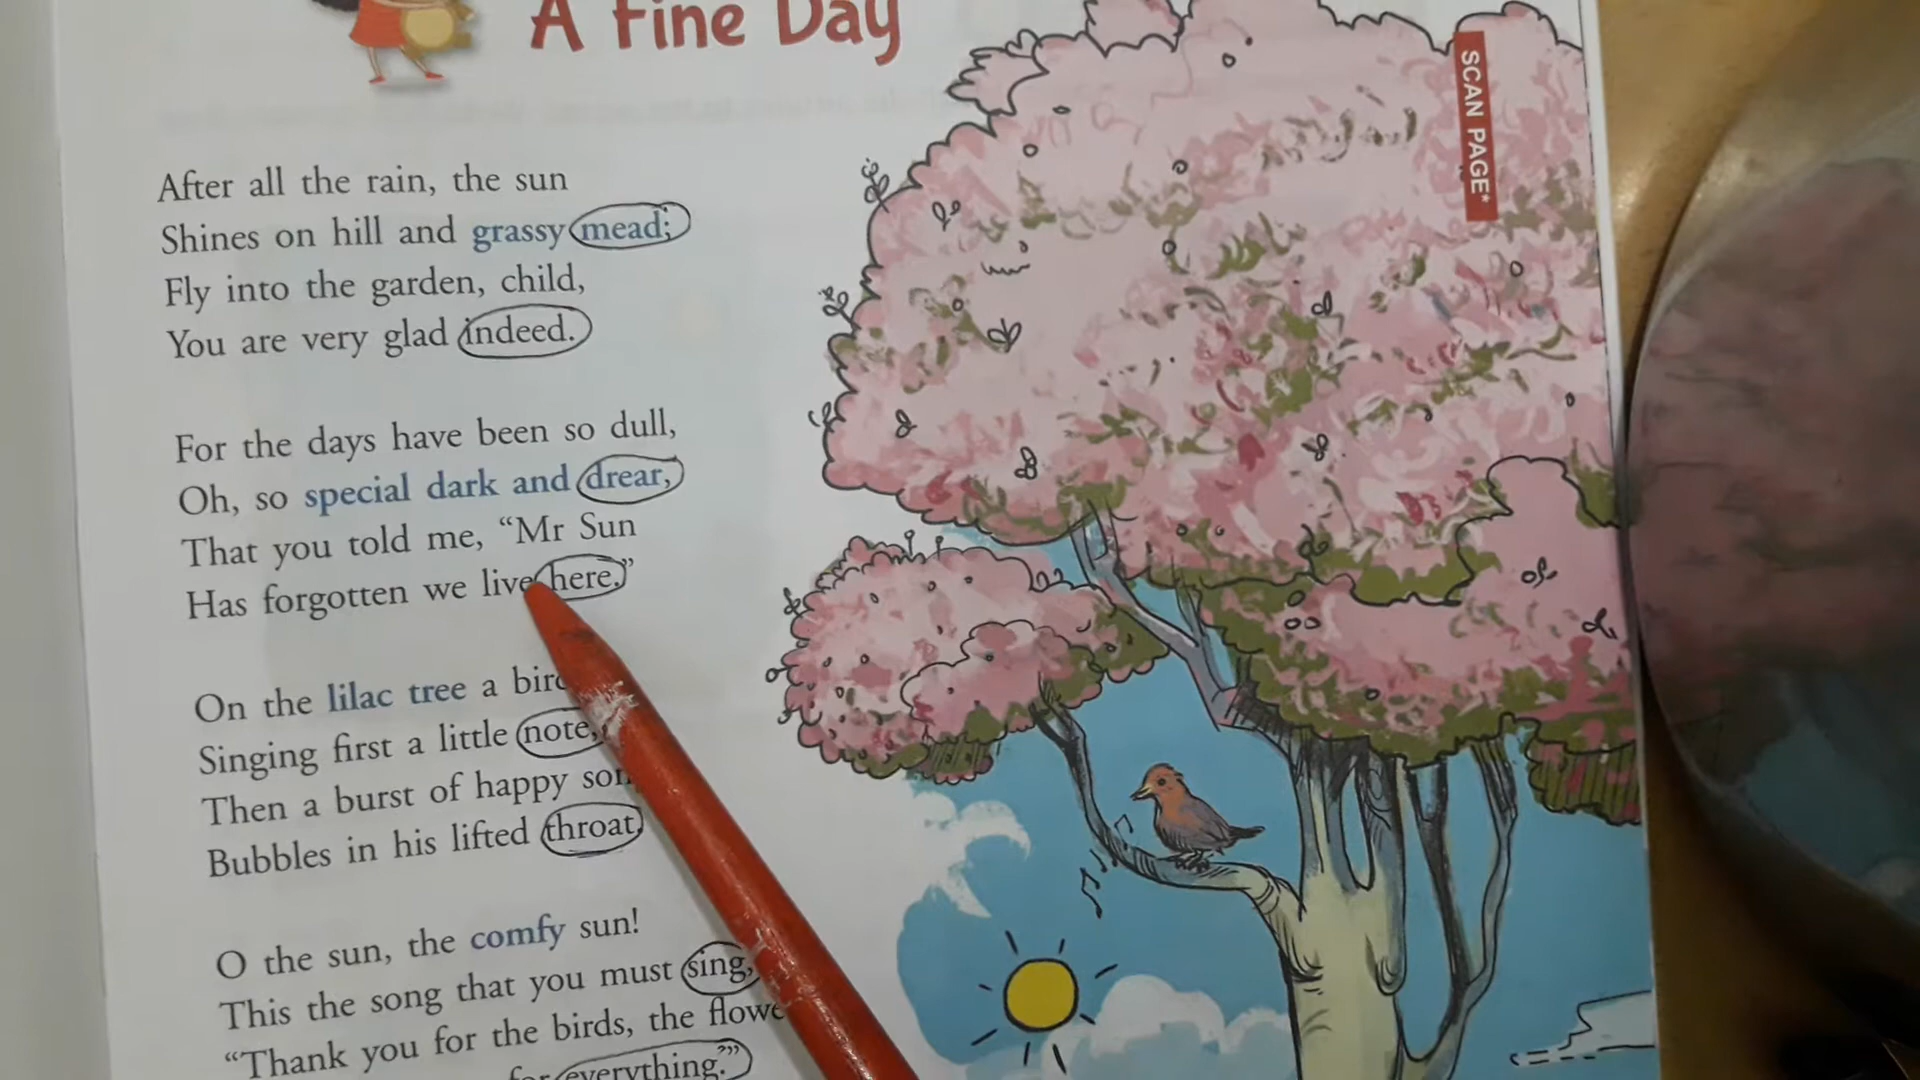 A Fine Day
SCAN PAGE*
After all the rain, the sun
Shines on hill and grassy mead;
Fly into the garden, child,
You are very glad indeed.
For the days have been so dull,
Oh, so special dark and drear,
That you told me, “Mr Sun
Has forgotten we live here.”
On the lilac tree a bird
Singing first a little note,
Then a burst of happy song
Bubbles in his lifted throat
O the sun, the comfy sun!
This the song that you must sing,
“Thank you for the birds, the flowe
for everything.”’